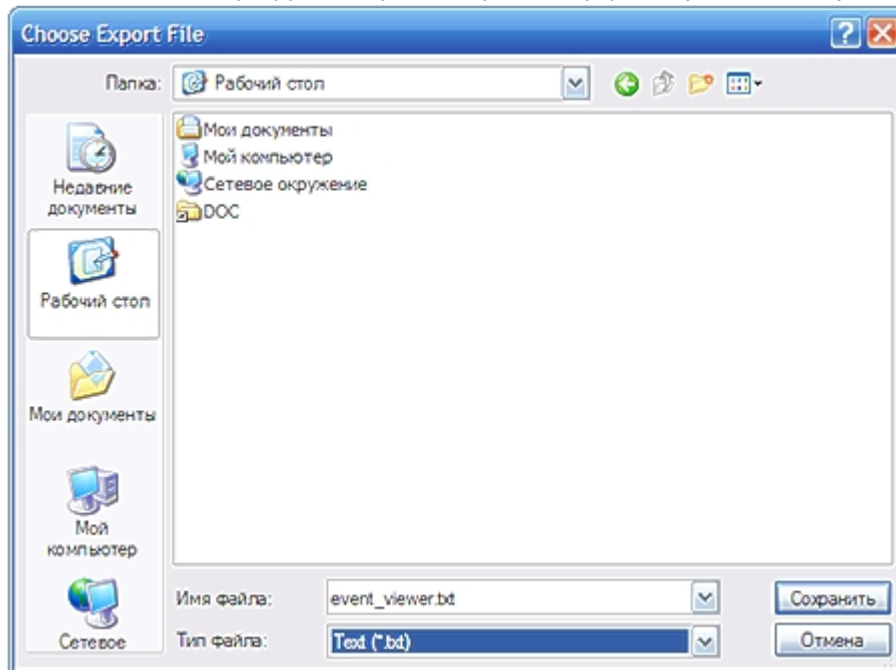 Choose Export File
Папка:
Рабочий стол
Мои документы
Мой компьютер
Сетевое окружение
DOC
Недавние
документы
Рабочий стол
Мои документы
Мой
компьютер
Сетевое
Имя файла:
event_viewer.txt
Сохранить
Тип файла:
Text (*.txt)
Отмена